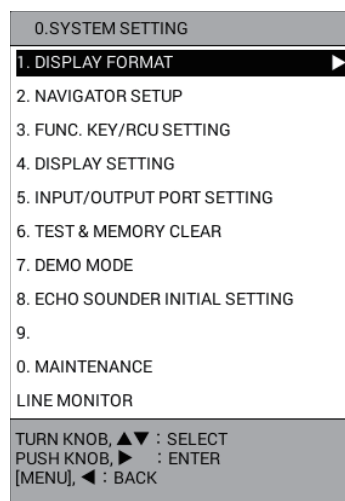 0.SYSTEM SETTING
1. DISPLAY FORMAT ▶
2. NAVIGATOR SETUP
3. FUNC. KEY/RCU SETTING
4. DISPLAY SETTING
5. INPUT/OUTPUT PORT SETTING
6. TEST & MEMORY CLEAR
7. DEMO MODE
8. ECHO SOUNDER INITIAL SETTING
9.
0. MAINTENANCE
LINE MONITOR
TURN KNOB, ▲▼ : SELECT
PUSH KNOB, ▶ : ENTER
[MENU], ◀ : BACK